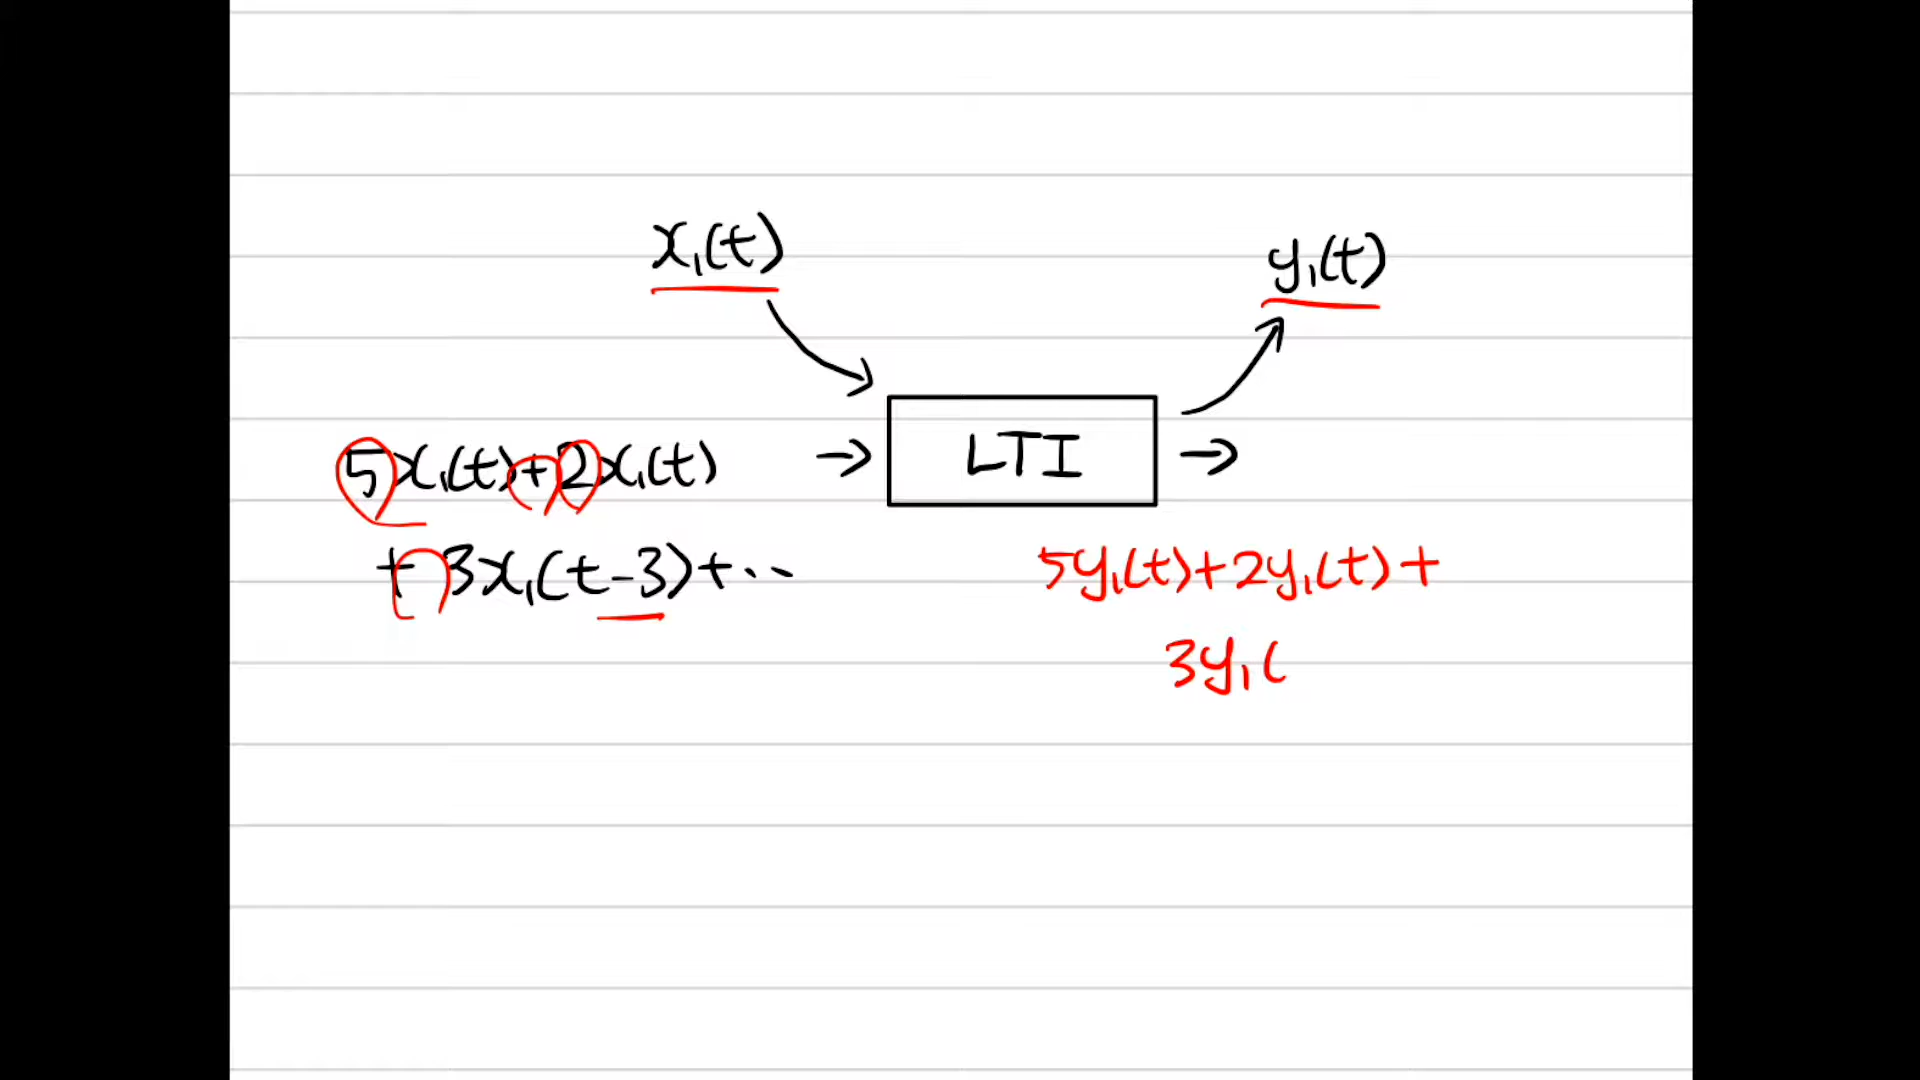 x₁(t)
y₁(t)
LTI
5x₁(t)+2x₁(t) →
→
+ 3x₁(t-3)+··
5y₁(t)+2y₁(t)+
3y₁(